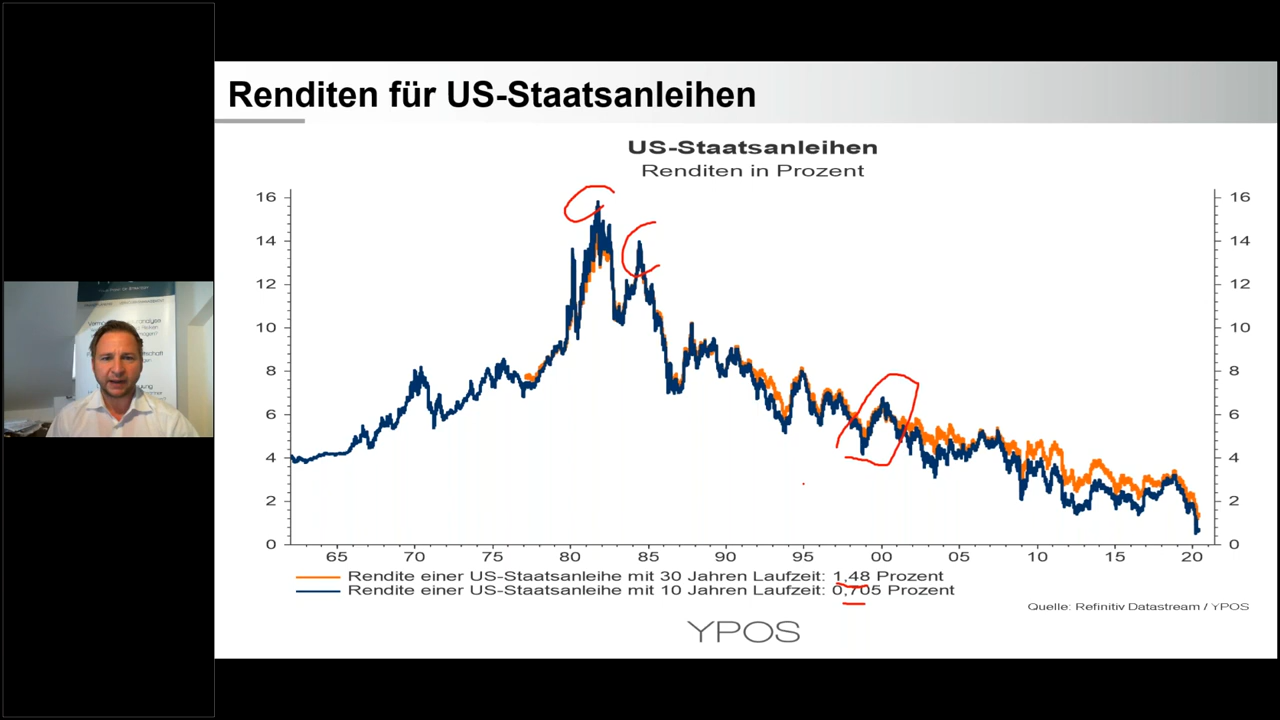 Renditen für US-Staatsanleihen
US-Staatsanleihen
Renditen in Prozent
16 16
14 14
12 12
10 10
8 8
6 6
4 4
2 2
0 0
65 70 75 80 85 90 95 00 05 10 15 20
Rendite einer US-Staatsanleihe mit 30 Jahren Laufzeit: 1,48 Prozent
Rendite einer US-Staatsanleihe mit 10 Jahren Laufzeit: 0,705 Prozent
Quelle: Refinitiv Datastream / YPOS
YPOS